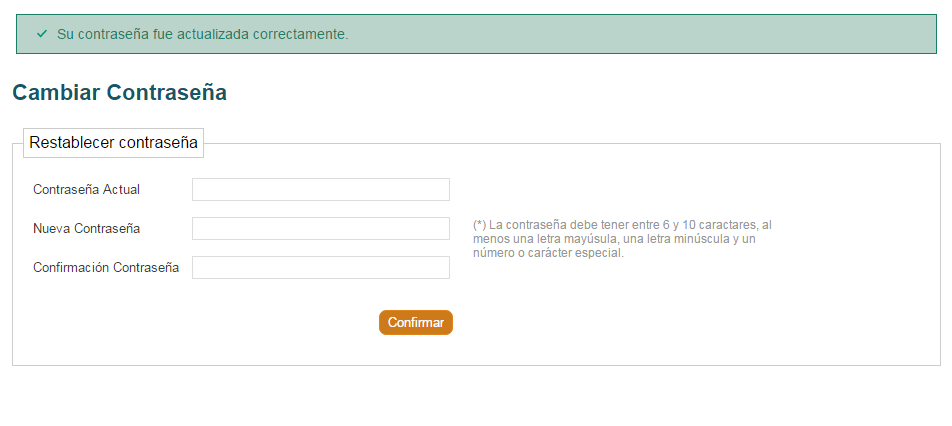 Su contraseña fue actualizada correctamente.
Cambiar Contraseña
Restablecer contraseña
Contraseña Actual
Nueva Contraseña
(*) La contraseña debe tener entre 6 y 10 caractares, al
menos una letra mayúsula, una letra minúscula y un
número o carácter especial.
Confirmación Contraseña
Confirmar